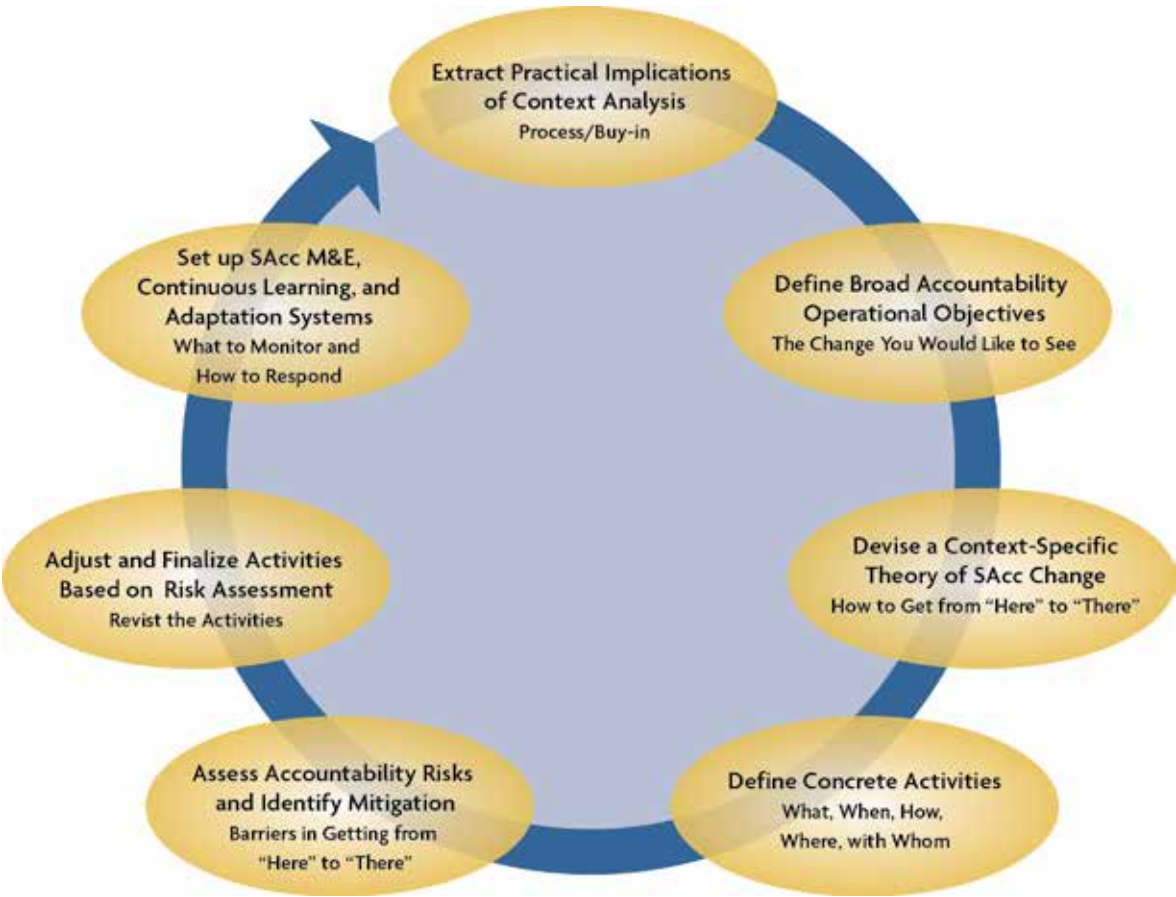 Extract Practical Implications
of Context Analysis
Process/Buy-in
Define Broad Accountability
Operational Objectives
The Change You Would Like to See
Devise a Context-Specific
Theory of SAcc Change
How to Get from “Here” to “There”
Define Concrete Activities
What, When, How,
Where, with Whom
Assess Accountability Risks
and Identify Mitigation
Barriers in Getting from
“Here” to “There”
Adjust and Finalize Activities
Based on Risk Assessment
Revist the Activities
Set up SAcc M&E,
Continuous Learning, and
Adaptation Systems
What to Monitor and
How to Respond